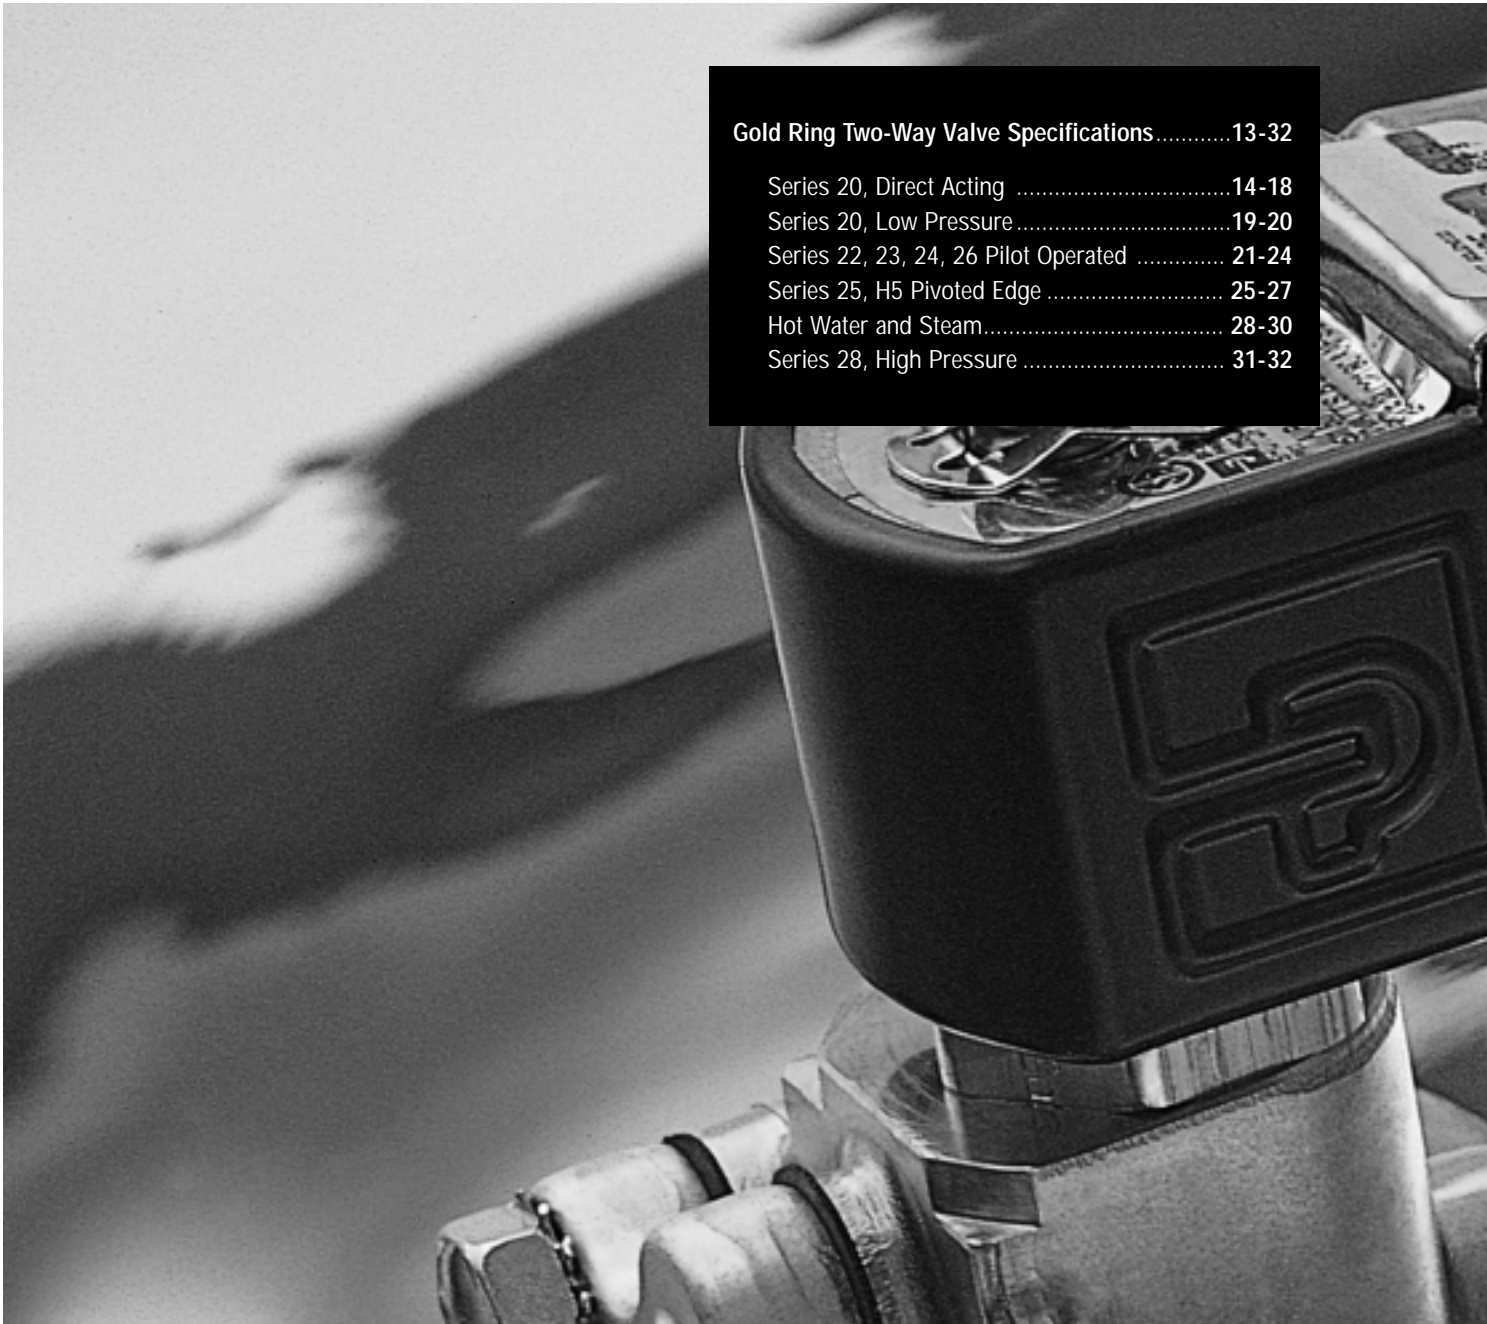 Gold Ring Two-Way Valve Specifications............13-32
Series 20, Direct Acting ..................................14-18
Series 20, Low Pressure..................................19-20
Series 22, 23, 24, 26 Pilot Operated .............. 21-24
Series 25, H5 Pivoted Edge ............................ 25-27
Hot Water and Steam...................................... 28-30
Series 28, High Pressure ................................ 31-32